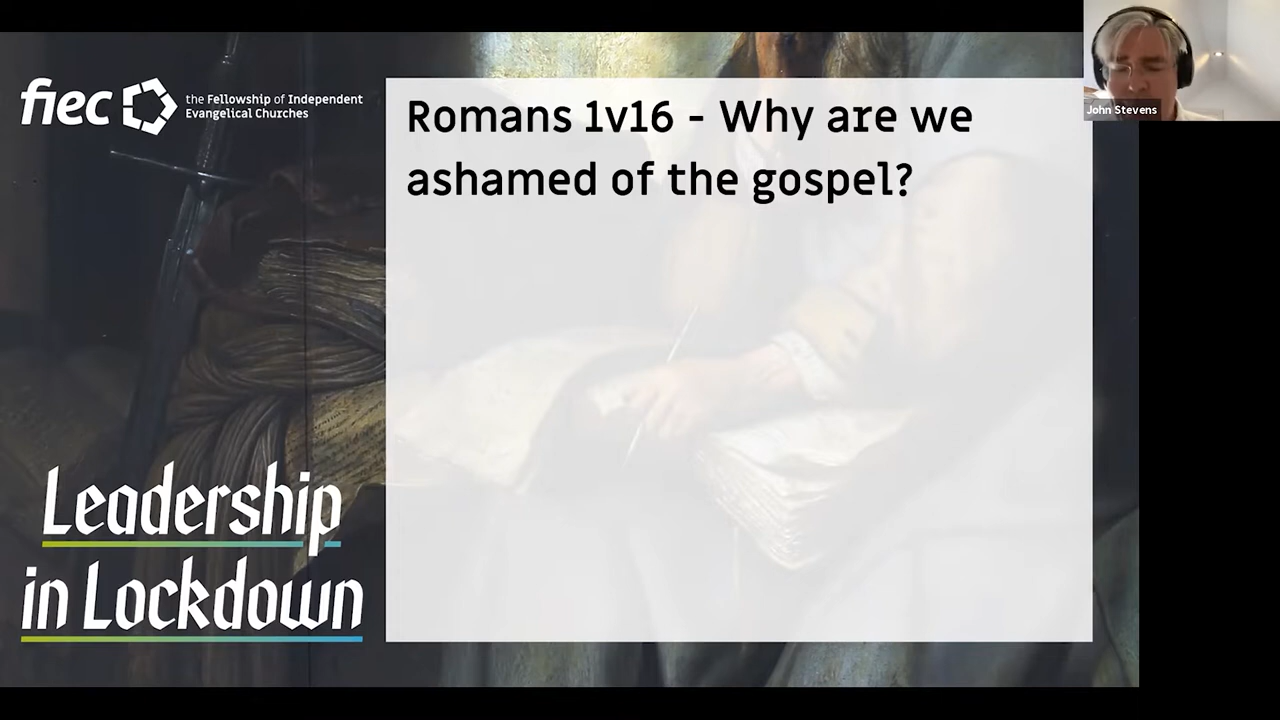 fiec
the Fellowship of Independent
Evangelical Churches
Romans 1v16 - Why are we
ashamed of the gospel?
Leadership
in Lockdown
John Stevens